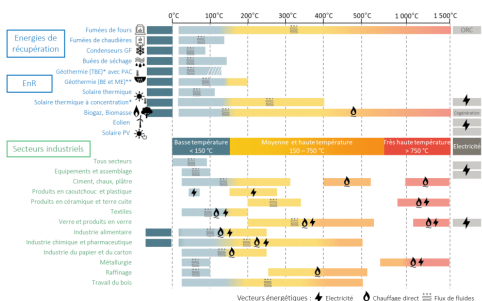 0°C 100°C 200°C 300°C 400°C 500°C 1 000°C 1 500°C
Energies de récupération
Fumées de fours ORC
Fumées de chaudières
Condenseurs GF
Buées de séchage
EnR
Géothermie (TBE)* avec PAC
Géothermie (BE et ME)**
Solaire thermique
Solaire thermique à concentration*
Biogaz, Biomasse Cogénération
Eolien
Solaire PV
Secteurs industriels
Basse température < 150 °C
Moyenne et haute température 150 – 750 °C
Très haute température > 750 °C
Electricité
Tous secteurs
Equipements et assemblage
Ciment, chaux, plâtre
Produits en caoutchouc et plastique
Produits en céramique et terre cuite
Textiles
Verre et produits en verre
Industrie alimentaire
Industrie chimique et pharmaceutique
Industrie du papier et du carton
Métallurgie
Raffinage
Travail du bois
Vecteurs énergétiques : Electricité Chauffage direct Flux de fluides